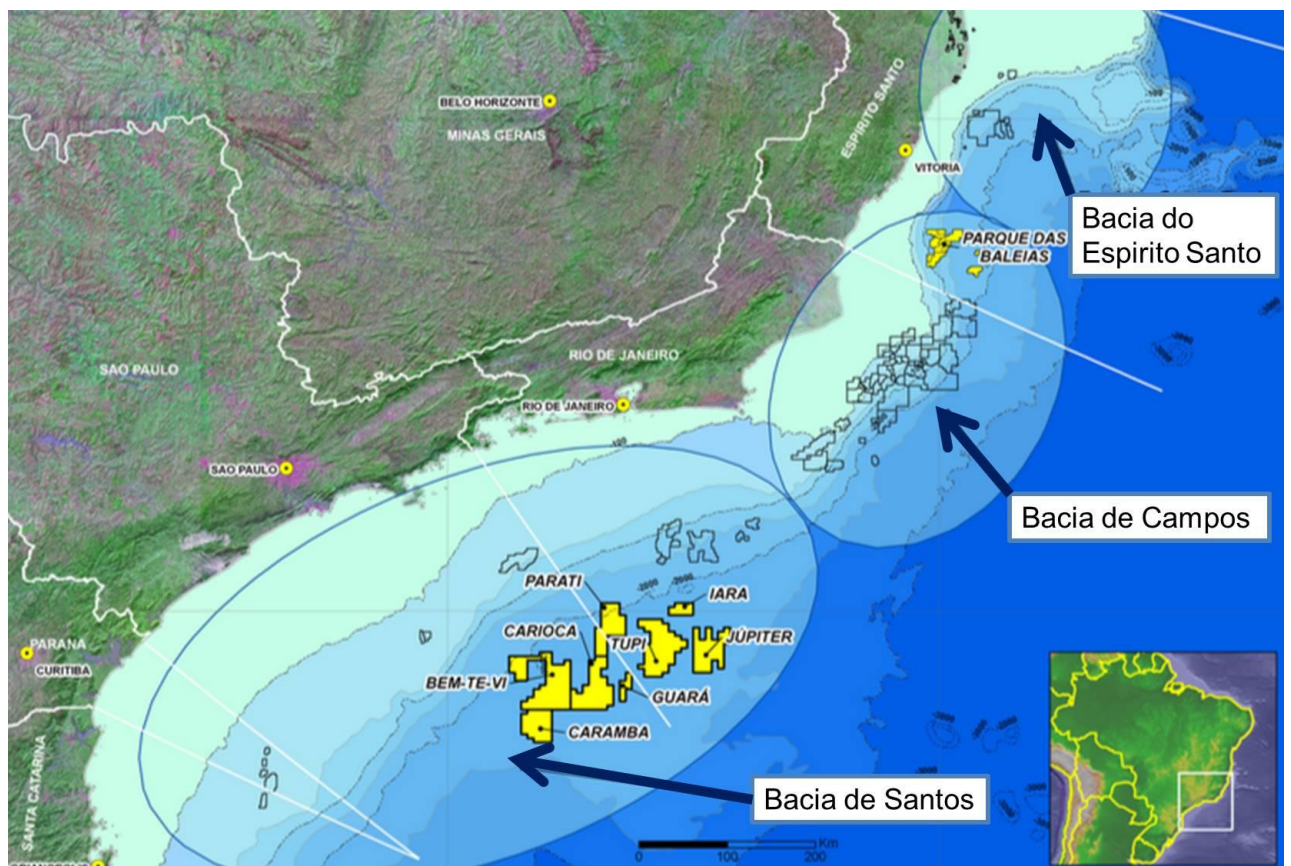 BELO HORIZONTE
MINAS GERAIS
ESPIRITO SANTO
VITORIA
-100
Bacia do
Espirito Santo
PARQUE DAS
BALEIAS
SAO PAULO
RIO DE JANEIRO
RIO DE JANEIRO
SAO PAULO
Bacia de Campos
PARATI
IARA
CARIOCA
TUPI
JÚPITER
BEM-TE-VI
GUARÁ
CARAMBA
PARANA
CURITIBA
Bacia de Santos
SANTA CATARINA
Km
0 100 200